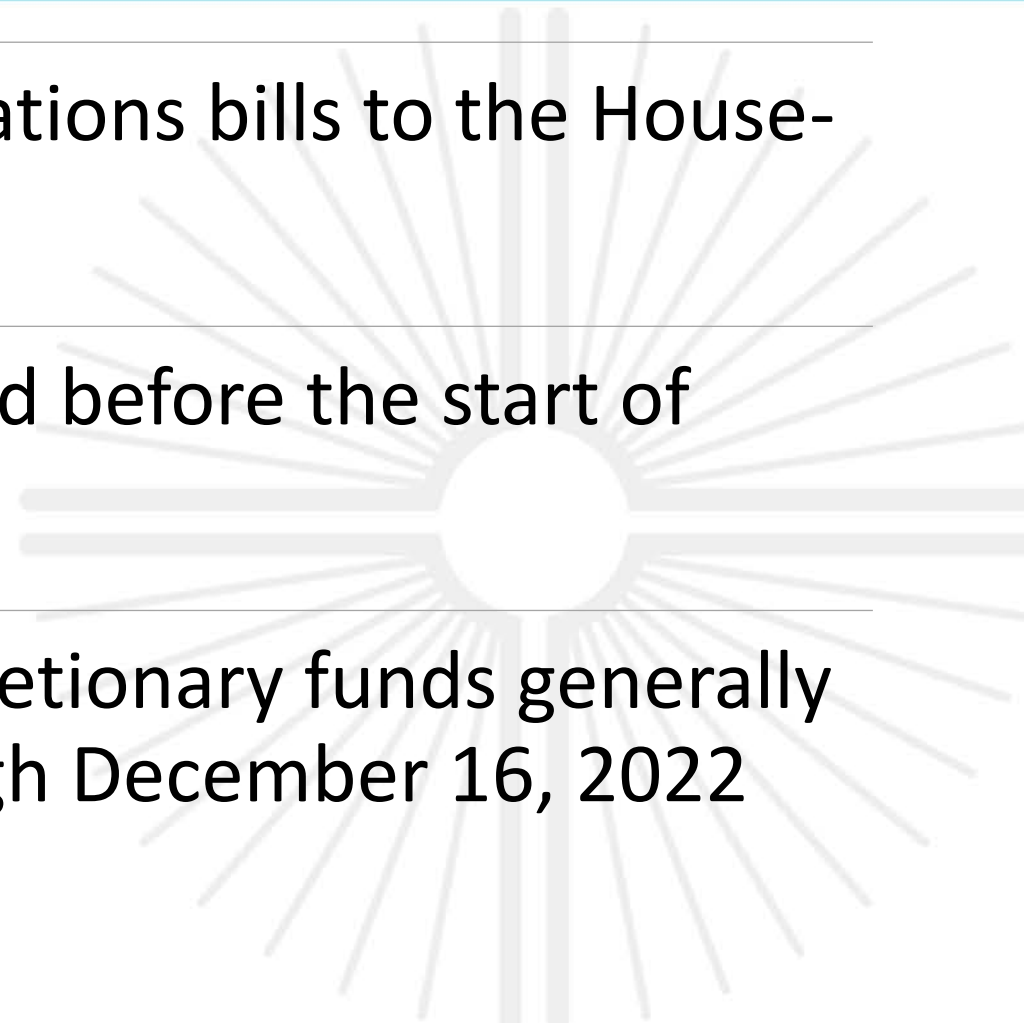 ations bills to the House-
d before the start of
etionary funds generally
gh December 16, 2022